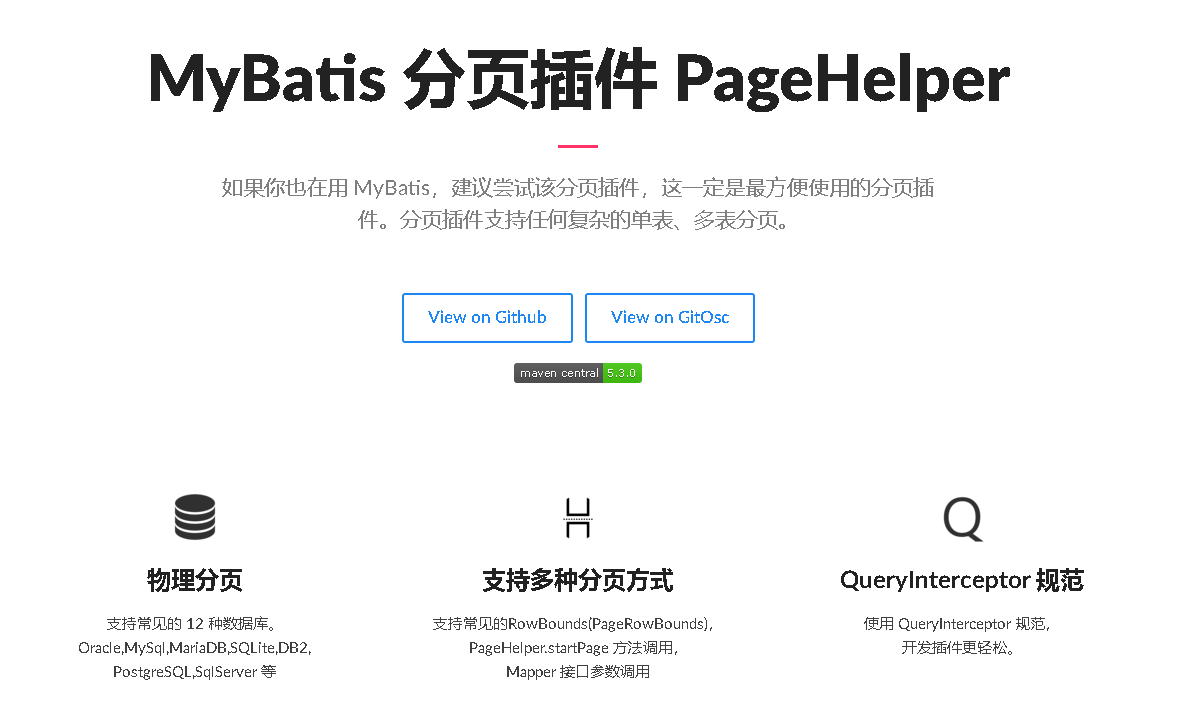 MyBatis 分页插件 PageHelper
如果你也在用 MyBatis，建议尝试该分页插件，这一定是最方便使用的分页插
件。分页插件支持任何复杂的单表、多表分页。
View on Github
View on GitOsc
maven central 5.3.0
物理分页
支持常见的 12 种数据库。
Oracle,MySql,MariaDB,SQLite,DB2,
PostgreSQL,SqlServer 等
支持多种分页方式
支持常见的RowBounds(PageRowBounds)，
PageHelper.startPage 方法调用，
Mapper 接口参数调用
QueryInterceptor 规范
使用 QueryInterceptor 规范，
开发插件更轻松。